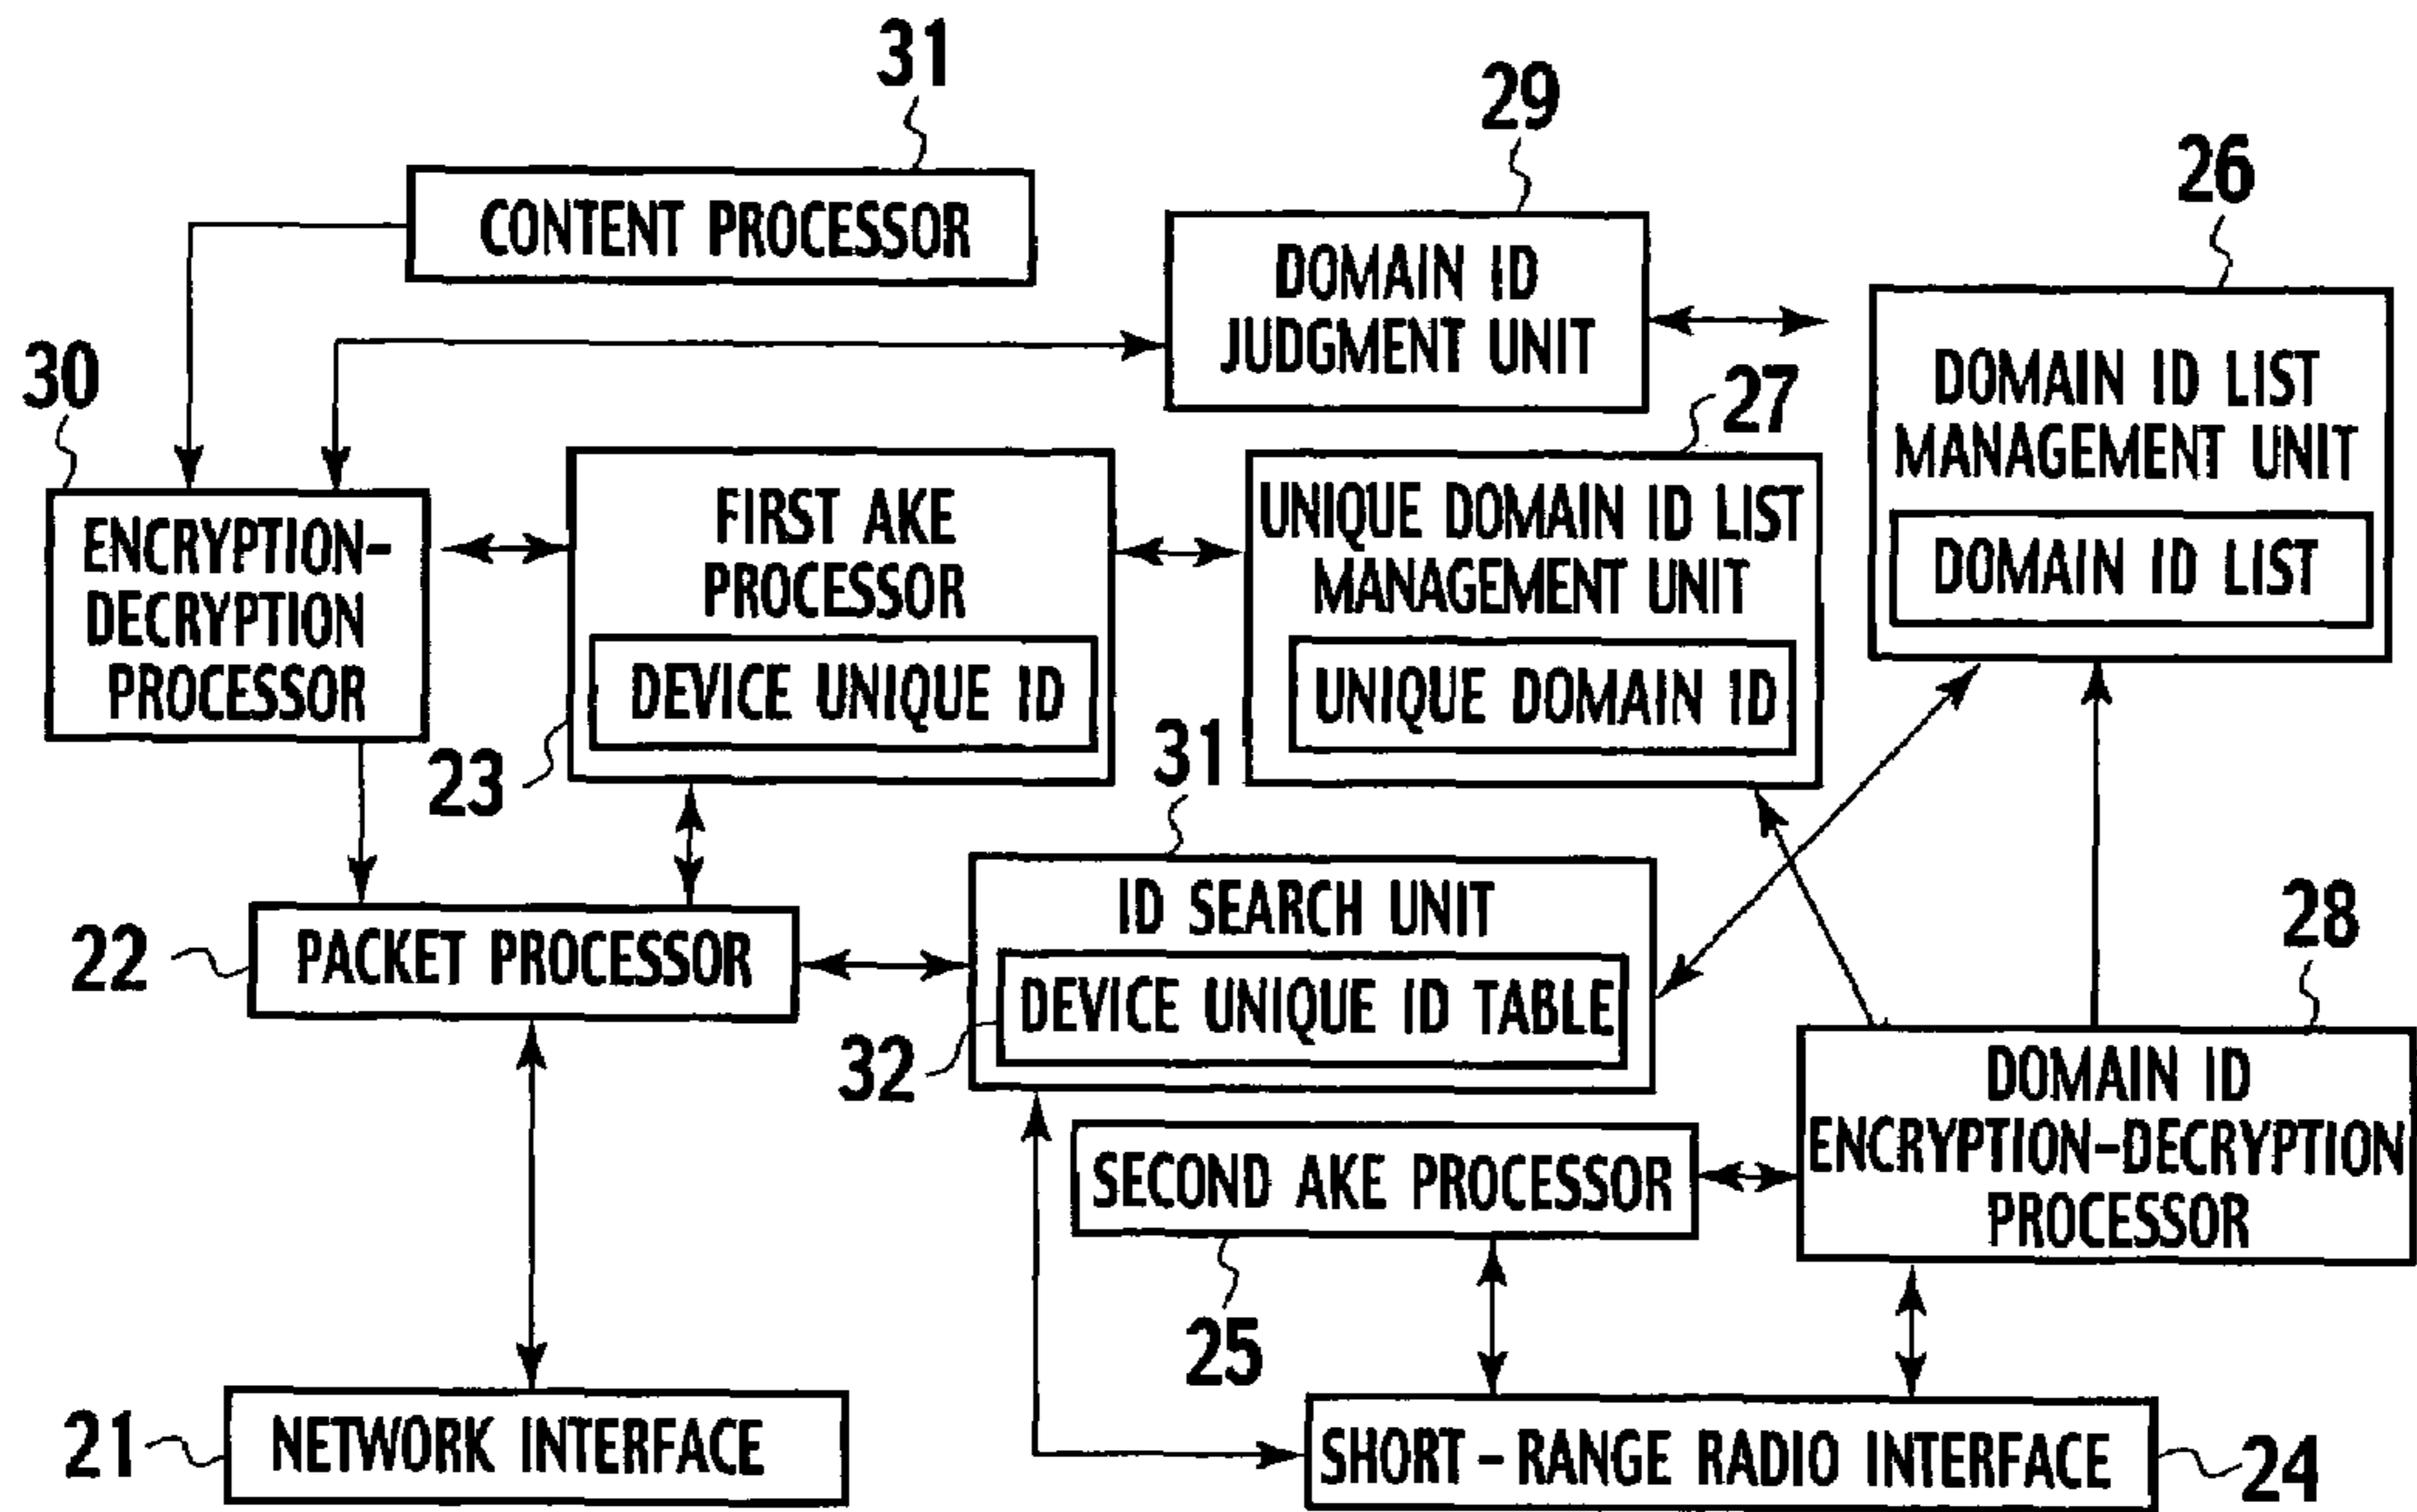 31
29
26
CONTENT PROCESSOR
DOMAIN ID
JUDGMENT UNIT
30
27
DOMAIN ID LIST
MANAGEMENT UNIT
DOMAIN ID LIST
ENCRYPTION-
DECRYPTION
PROCESSOR
FIRST AKE
PROCESSOR
DEVICE UNIQUE ID
UNIQUE DOMAIN ID LIST
MANAGEMENT UNIT
UNIQUE DOMAIN ID
23
31
22
PACKET PROCESSOR
ID SEARCH UNIT
DEVICE UNIQUE ID TABLE
32
28
DOMAIN ID
ENCRYPTION-DECRYPTION
PROCESSOR
SECOND AKE PROCESSOR
25
21
NETWORK INTERFACE
SHORT-RANGE RADIO INTERFACE
24